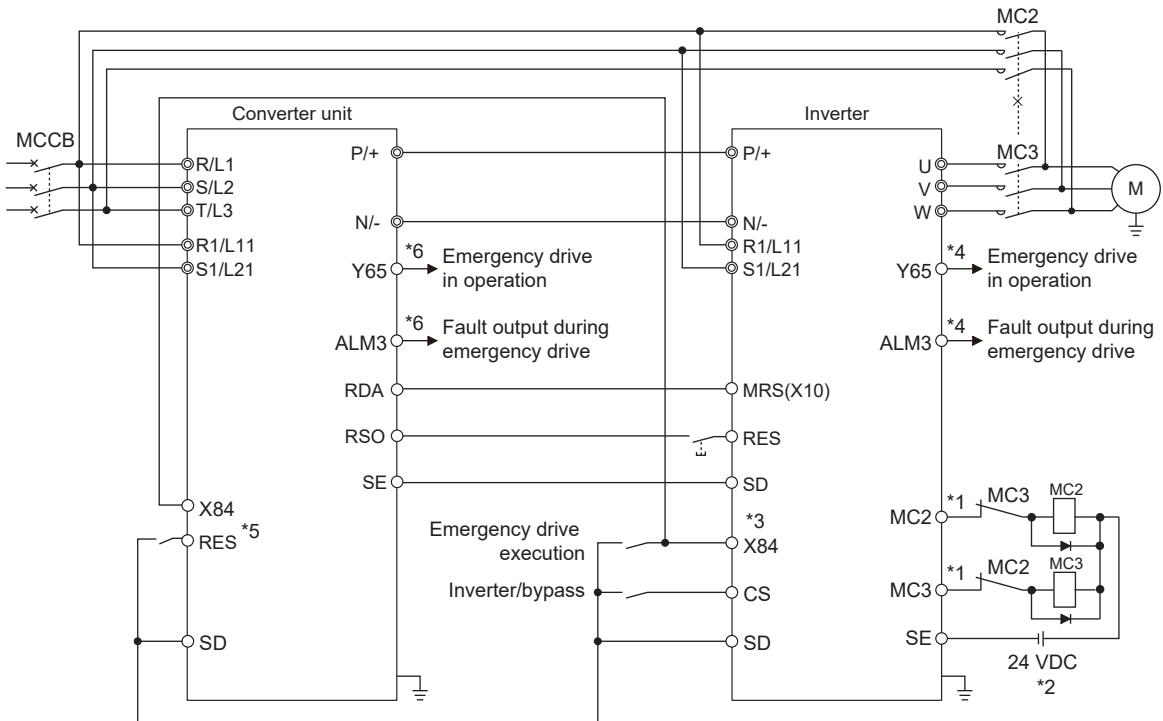 MC2
Converter unit
Inverter
MCCB
R/L1
S/L2
T/L3
R1/L11
S1/L21
P/+
N/-
Y65
*6
Emergency drive
in operation
ALM3
*6
Fault output during
emergency drive
RDA
RSO
SE
X84
RES
*5
SD
P/+
N/-
R1/L11
S1/L21
MRS(X10)
RES
SD
*3
X84
Emergency drive
execution
CS
Inverter/bypass
SD
U
V
W
MC3
M
Y65
*4
Emergency drive
in operation
ALM3
*4
Fault output during
emergency drive
MC2
*1
MC3
MC2
MC3
*1
MC2
MC3
SE
24 VDC
*2